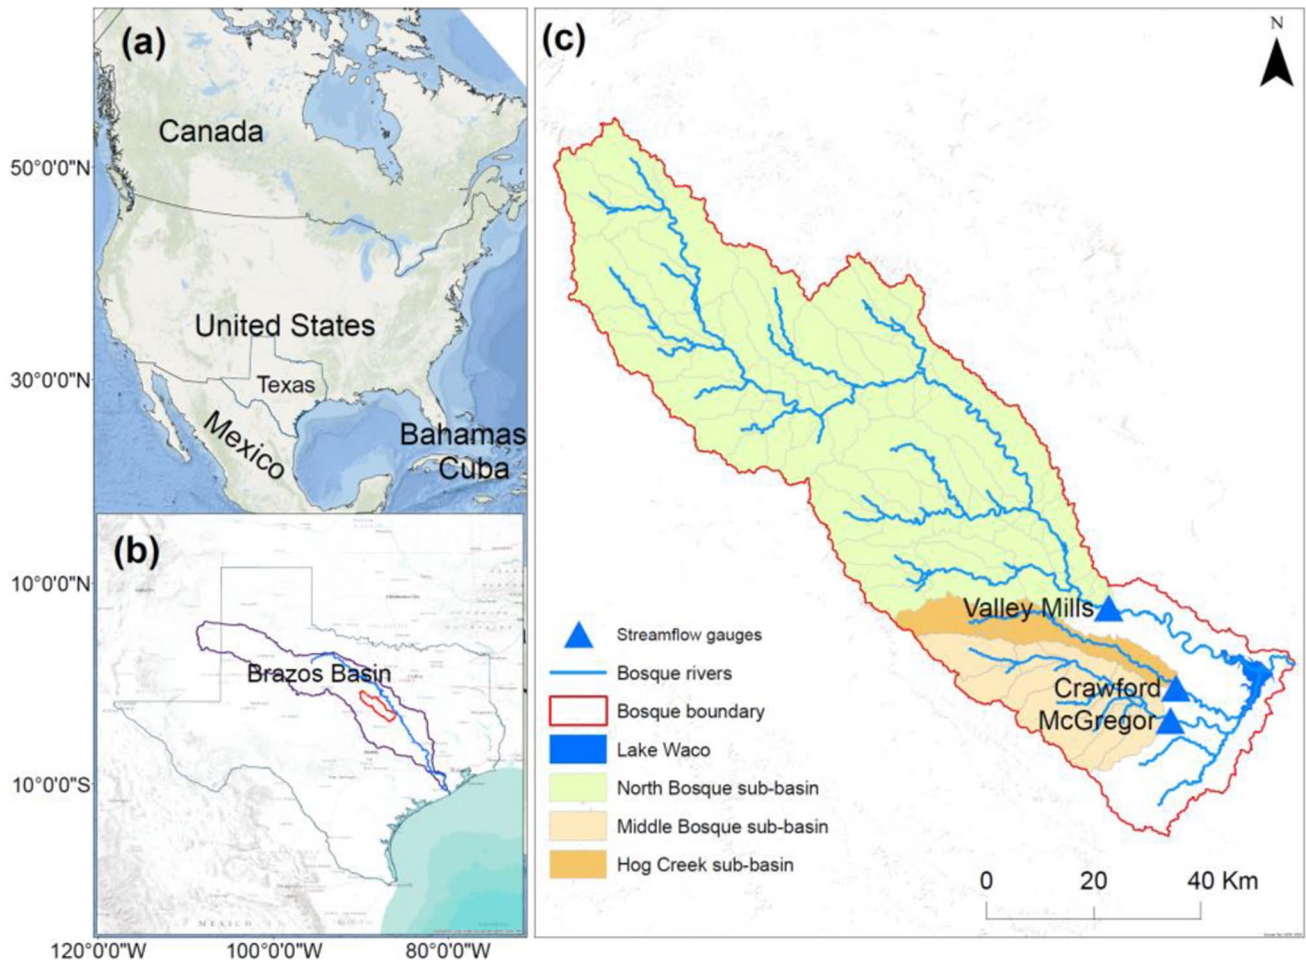 (a)
Canada
50°0'0"N
United States
30°0'0"N
Texas
Mexico
Bahamas
Cuba
(b)
10°0'0"N
Brazos Basin
10°0'0"S
MEXICO
120°0'0"W
100°0'0"W
80°0'0"W
(c)
N
Valley Mills
Crawford
McGregor
Streamflow gauges
Bosque rivers
Bosque boundary
Lake Waco
North Bosque sub-basin
Middle Bosque sub-basin
Hog Creek sub-basin
0 20 40 Km